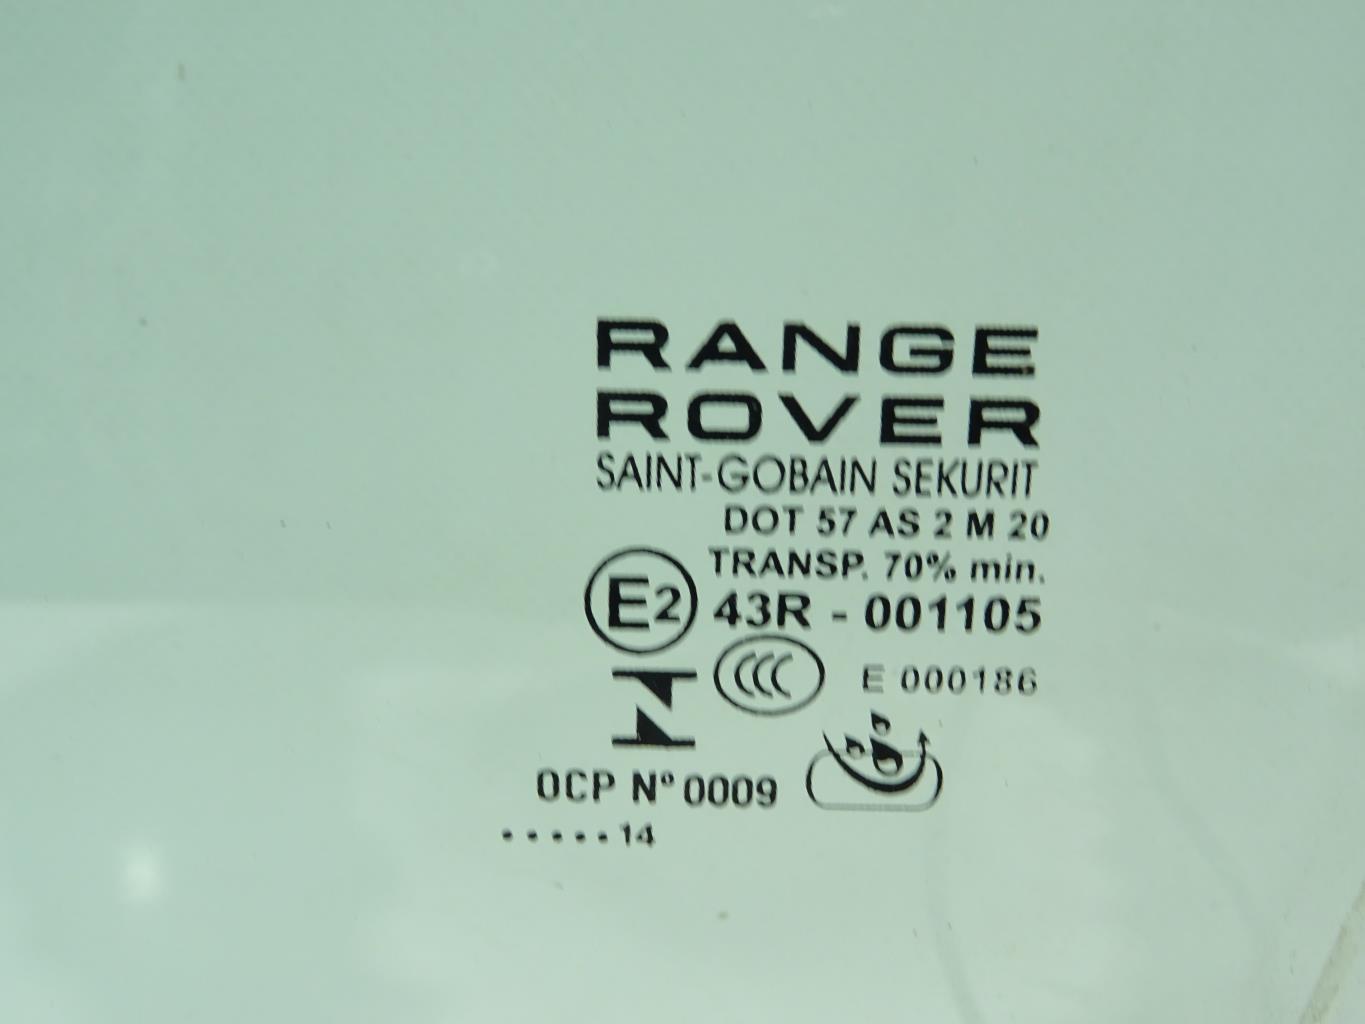 RANGE
ROVER
SAINT-GOBAIN SEKURIT
DOT 57 AS 2 M 20
TRANSP. 70% min.
E2 43R - 001105
CCC E 000186
OCP Nº 0009
.....14